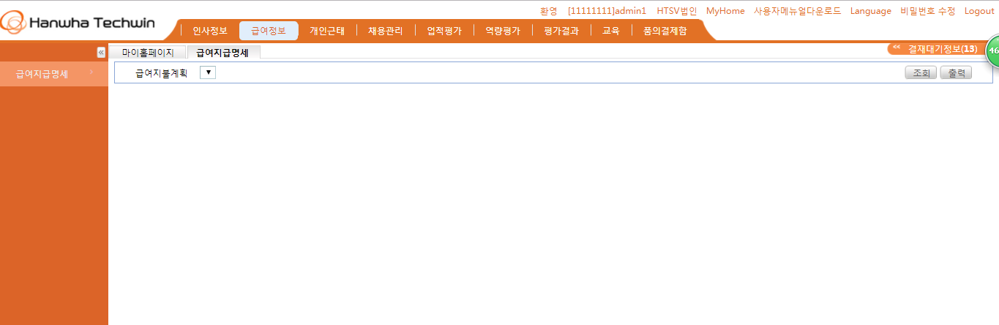 환영 [11111111]admin1 HTSV법인 MyHome 사용자메뉴얼다운로드 Language 비밀번호 수정 Logout
Hanwha Techwin
인사정보 급여정보 개인근태 채용관리 업적평가 역량평가 평가결과 교육 품의결제함
« 마이홈페이지 급여지급명세 << 결재대기정보(13) 46
급여지급명세 급여지불계획 ▼ 조회 출력